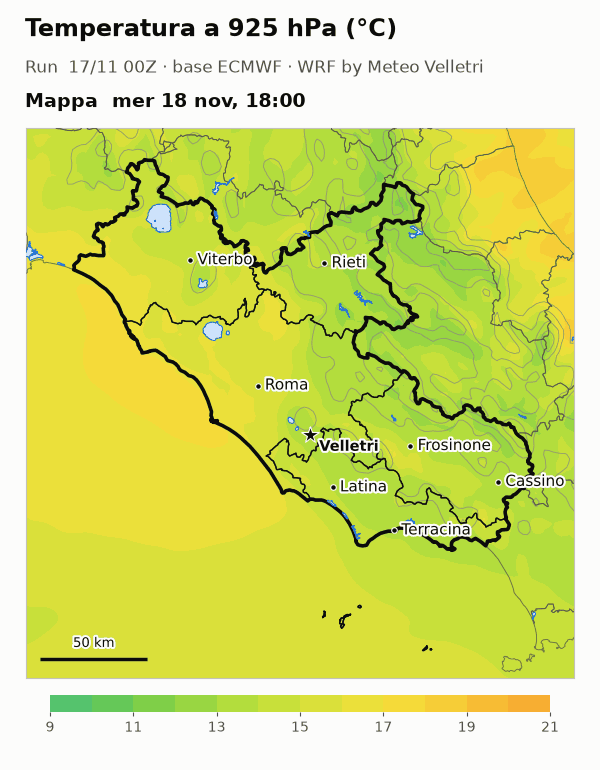 Temperatura a 925 hPa (°C)
Run 17/11 00Z · base ECMWF · WRF by Meteo Velletri
Mappa mer 18 nov, 18:00
Viterbo
Rieti
Roma
Velletri
Frosinone
Latina
Cassino
Terracina
50 km
9 11 13 15 17 19 21